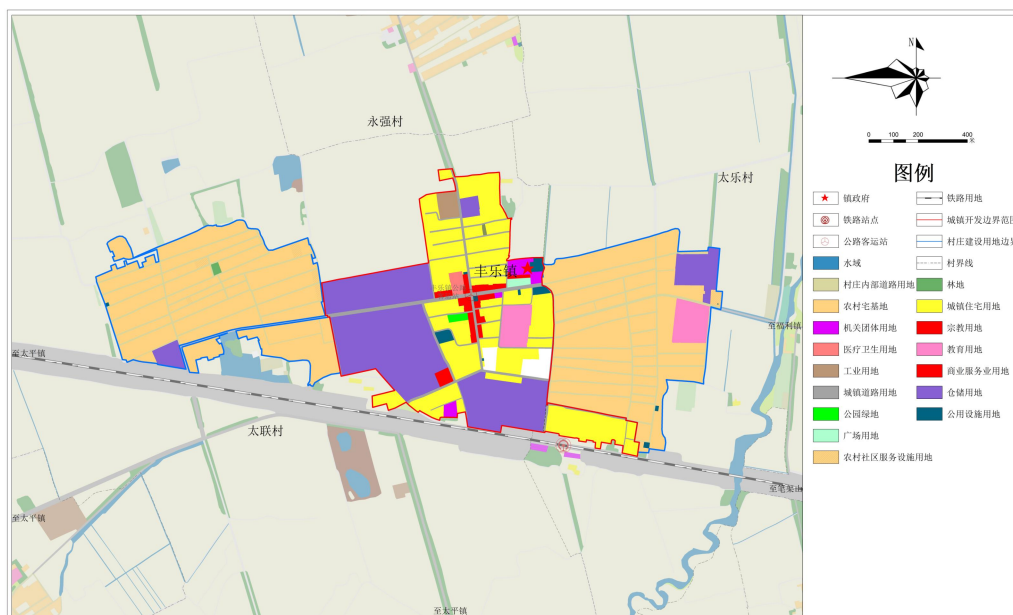 永强村
太乐村
丰乐镇
至福利镇
至太平镇
太联村
至太平镇
至太平镇
N
0 100 200 400
图例
镇政府
铁路用地
铁路站点
城镇开发边界范围
公路客运站
村庄建设用地边界
水域
村界线
村庄内部道路用地
林地
农村宅基地
城镇住宅用地
机关团体用地
宗教用地
医疗卫生用地
教育用地
工业用地
商业服务业用地
城镇道路用地
仓储用地
公园绿地
公用设施用地
广场用地
农村社区服务设施用地